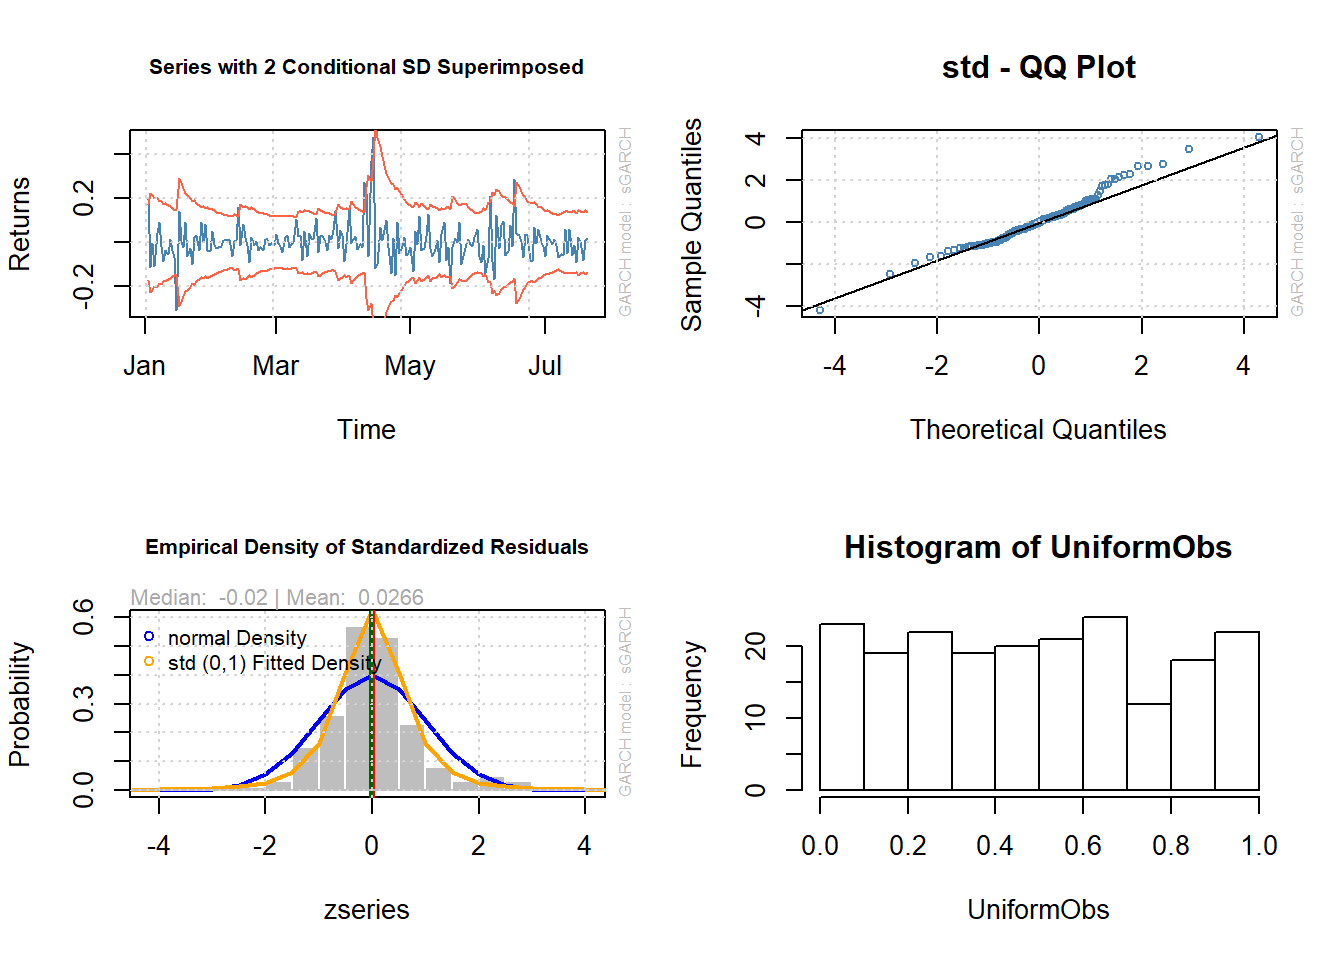 Series with 2 Conditional SD Superimposed
Returns
-0.2
0.2
GARCH model : sGARCH
Jan
Mar
May
Jul
Time
std - QQ Plot
Sample Quantiles
-4
0
2
4
GARCH model : sGARCH
-4
-2
0
2
4
Theoretical Quantiles
Empirical Density of Standardized Residuals
Median: -0.02 | Mean: 0.0266
normal Density
std (0,1) Fitted Density
Probability
0.0
0.3
0.6
GARCH model : sGARCH
-4
-2
0
2
4
zseries
Histogram of UniformObs
Frequency
0
10
20
0.0
0.2
0.4
0.6
0.8
1.0
UniformObs